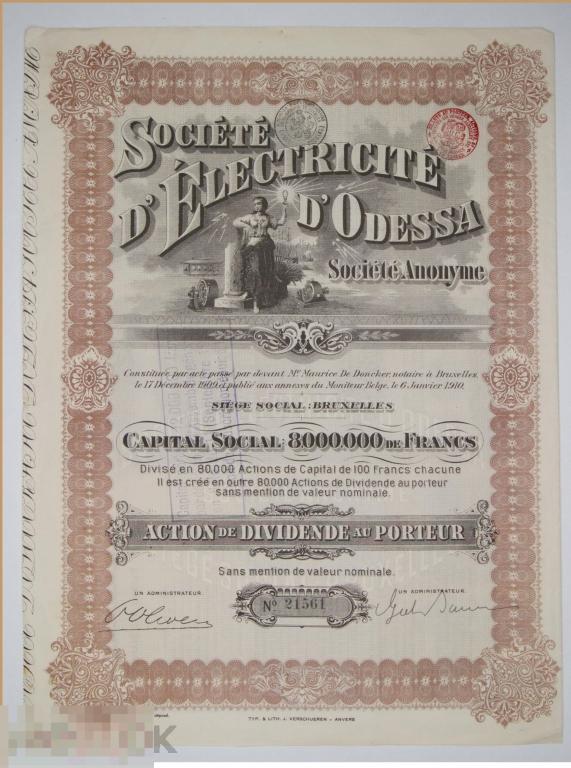 SOCIÉTÉ
D'ÉLECTRICITÉ
D'ODESSA
Société Anonyme
Constituée par acte passé par devant Me. Maurice De Doncker, notaire à Bruxelles,
le 17 Décembre 1909, et publié aux annexes du Moniteur Belge, le 6 Janvier 1910.
SIÈGE SOCIAL: BRUXELLES
CAPITAL SOCIAL: 8.000.000 DE FRANCS
Divisé en 80,000 Actions de Capital de 100 Francs chacune
Il est créé en outre 80.000 Actions de Dividende au porteur
sans mention de valeur nominale.
ACTION DE DIVIDENDE AU PORTEUR
Sans mention de valeur nominale.
UN ADMINISTRATEUR
UN ADMINISTRATEUR.
No 21561
TYP. & LITH. J. VERSCHUEREN - ANVERS